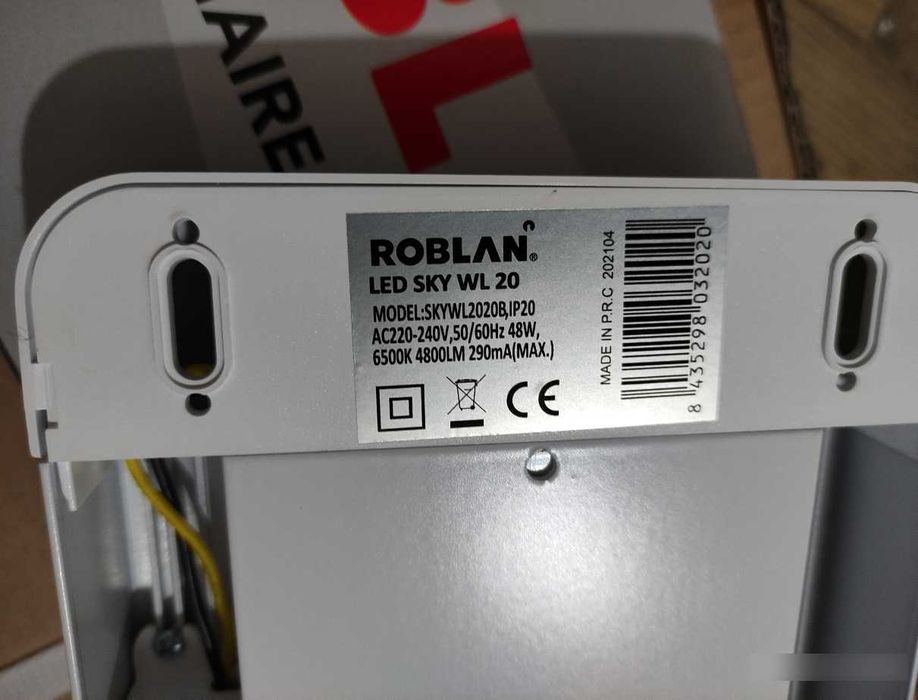 AIRE
L
ROBLAN®
LED SKY WL 20
MODEL:SKYWL2020B,IP20
AC220-240V,50/60Hz 48W,
6500K 4800LM 290mA(MAX.)
CE
MADE IN P.R.C 202104
8 435298 032020